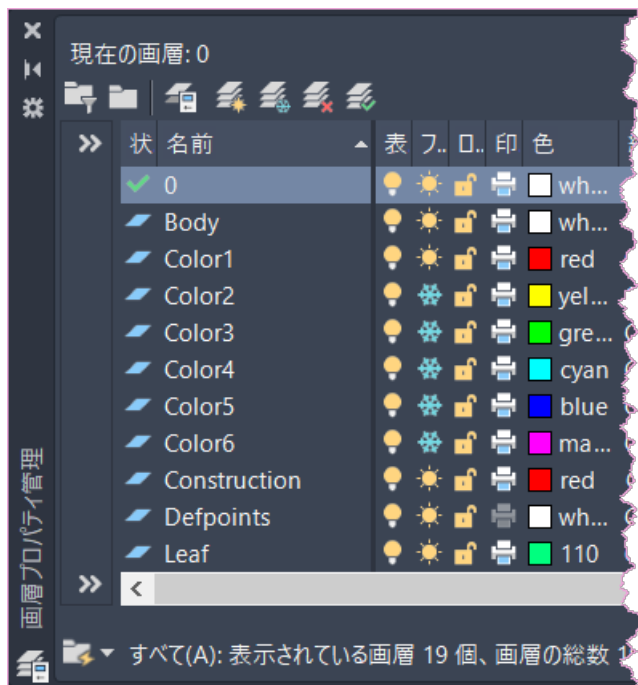 現在の画層: 0
状 名前 表 フ.. ロ.. 印 色
0 wh...
Body wh...
Color1 red
Color2 yel...
Color3 gre...
Color4 cyan
Color5 blue
Color6 ma...
Construction red
Defpoints wh...
Leaf 110
すべて(A): 表示されている画層 19 個、画層の総数 1
画層プロパティ管理